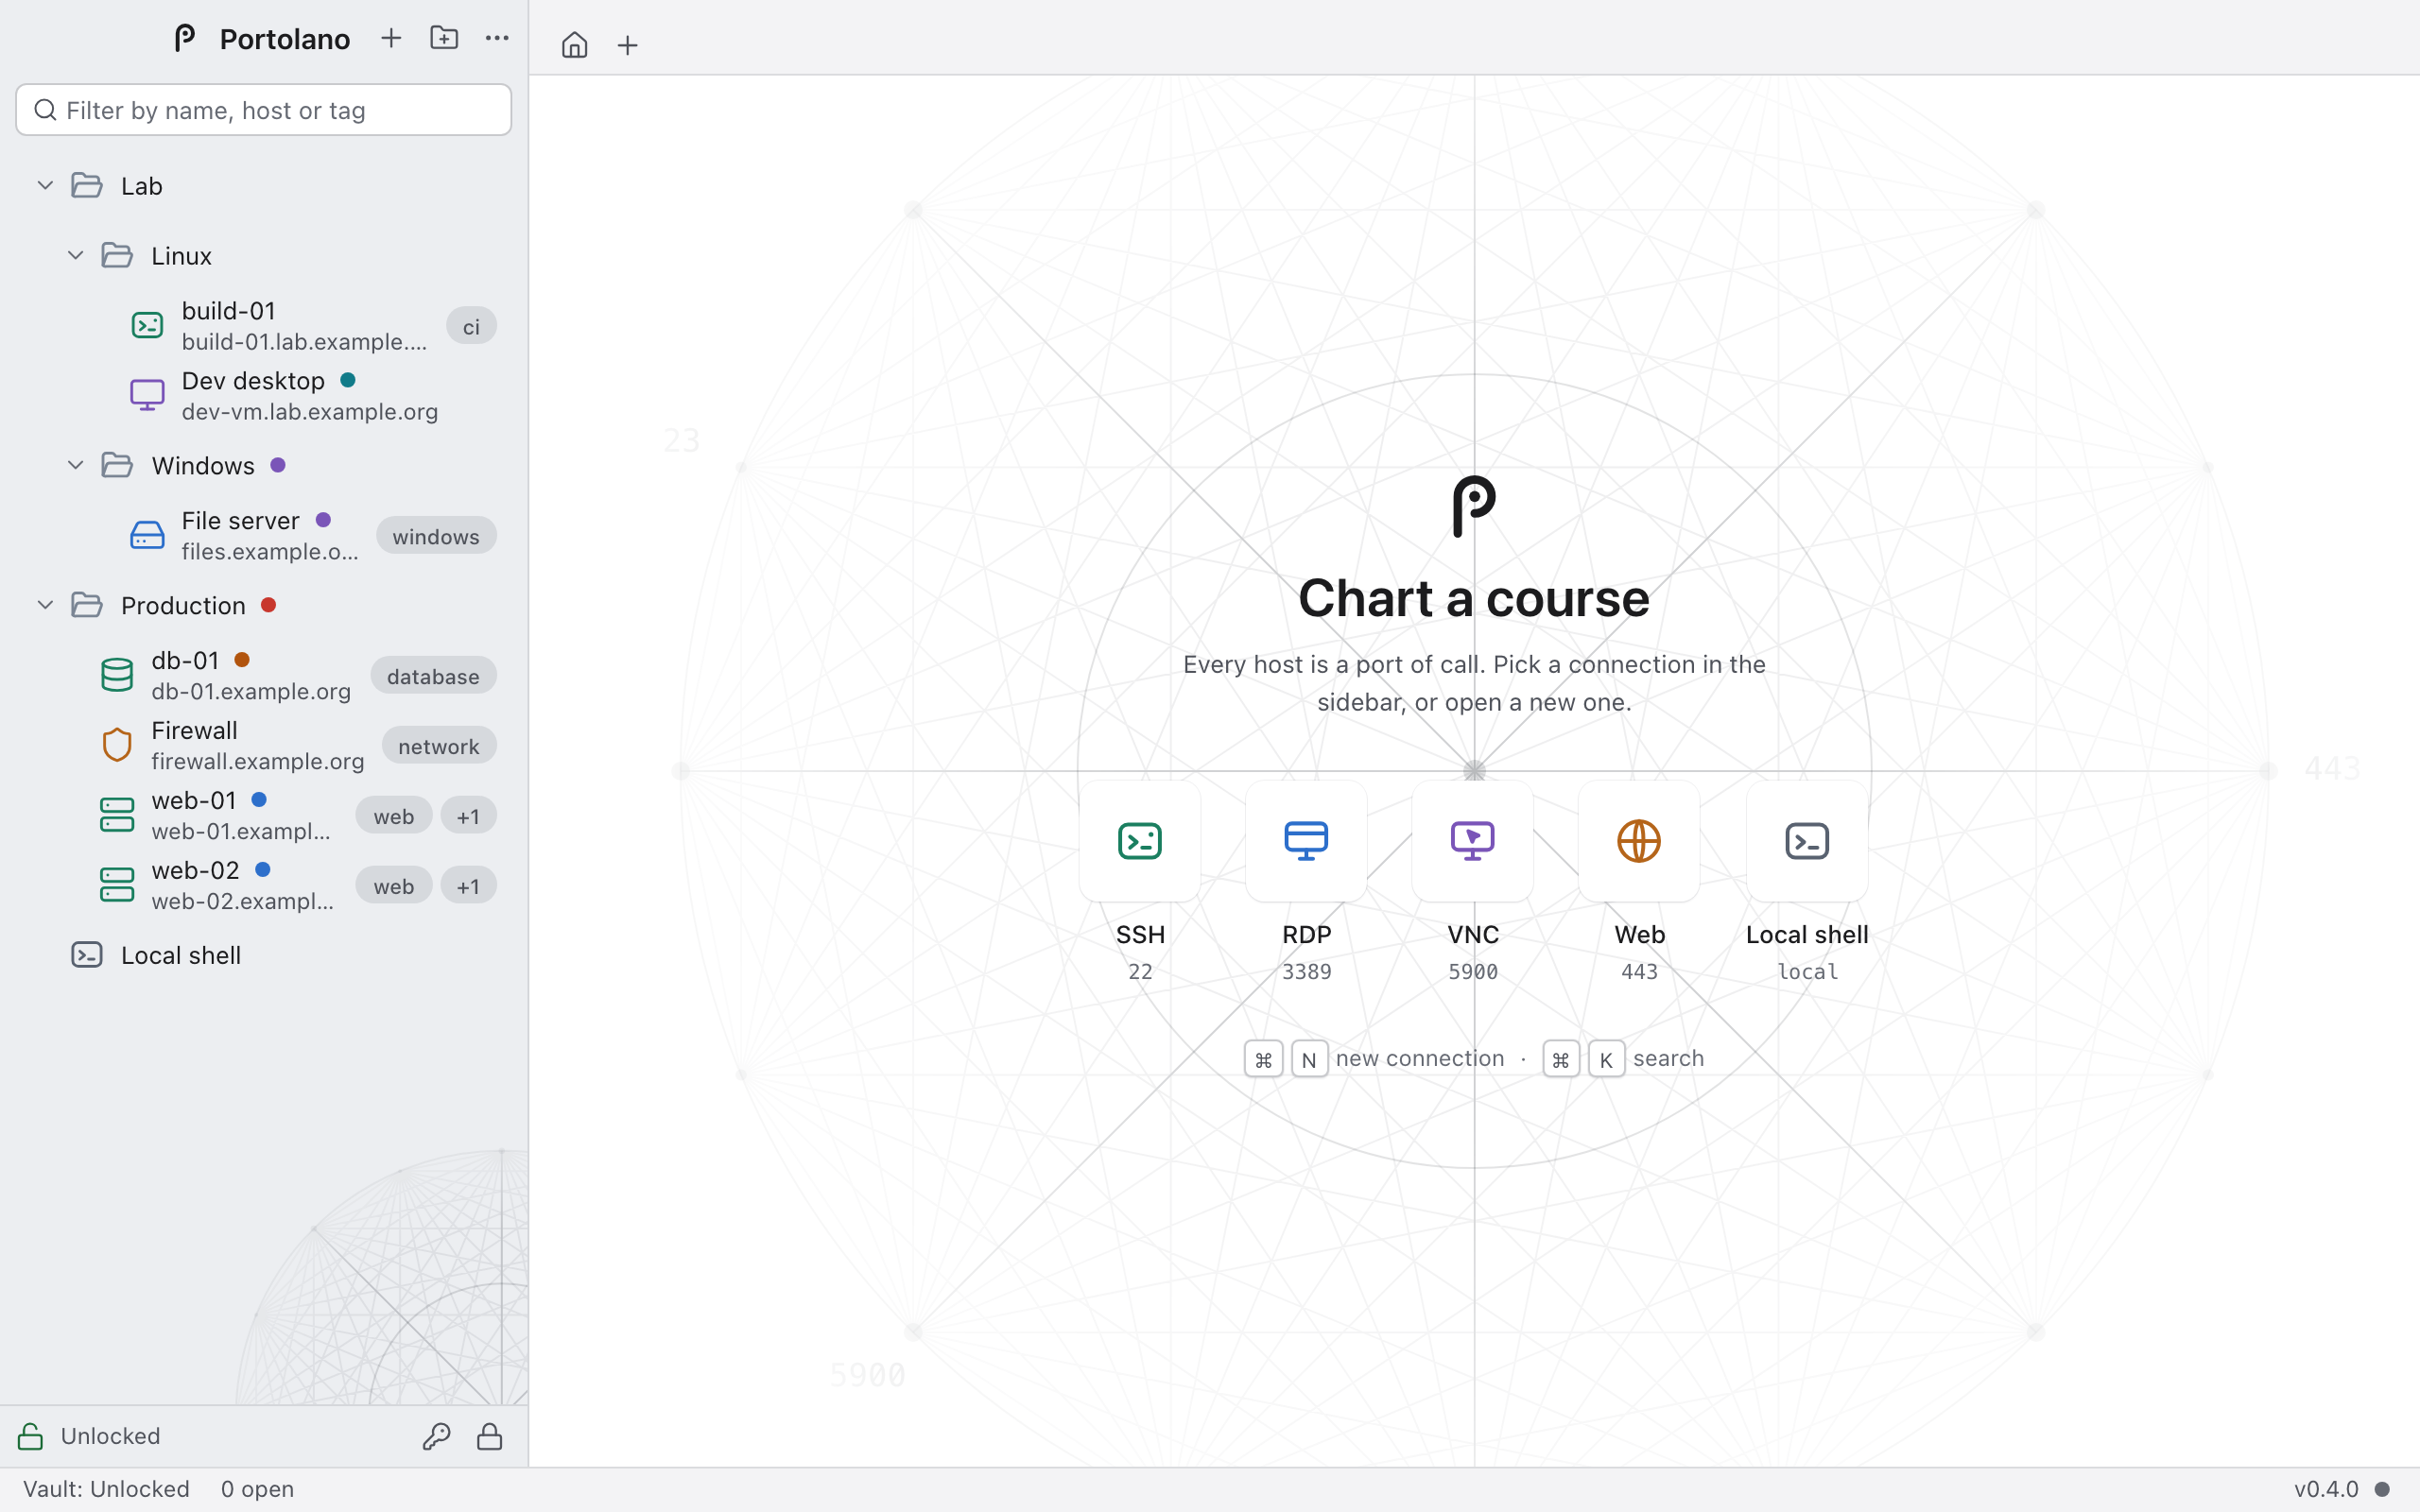 Portolano
Filter by name, host or tag
Lab
Linux
build-01
build-01.lab.example....
ci
Dev desktop
dev-vm.lab.example.org
Windows
File server
files.example.o...
windows
Production
db-01
db-01.example.org
database
Firewall
firewall.example.org
network
web-01
web-01.exampl...
web +1
web-02
web-02.exampl...
web +1
Local shell
Unlocked
Vault: Unlocked 0 open
23
443
5900
Chart a course
Every host is a port of call. Pick a connection in the
sidebar, or open a new one.
SSH RDP VNC Web Local shell
22 3389 5900 443 local
⌘ N new connection · ⌘ K search
v0.4.0